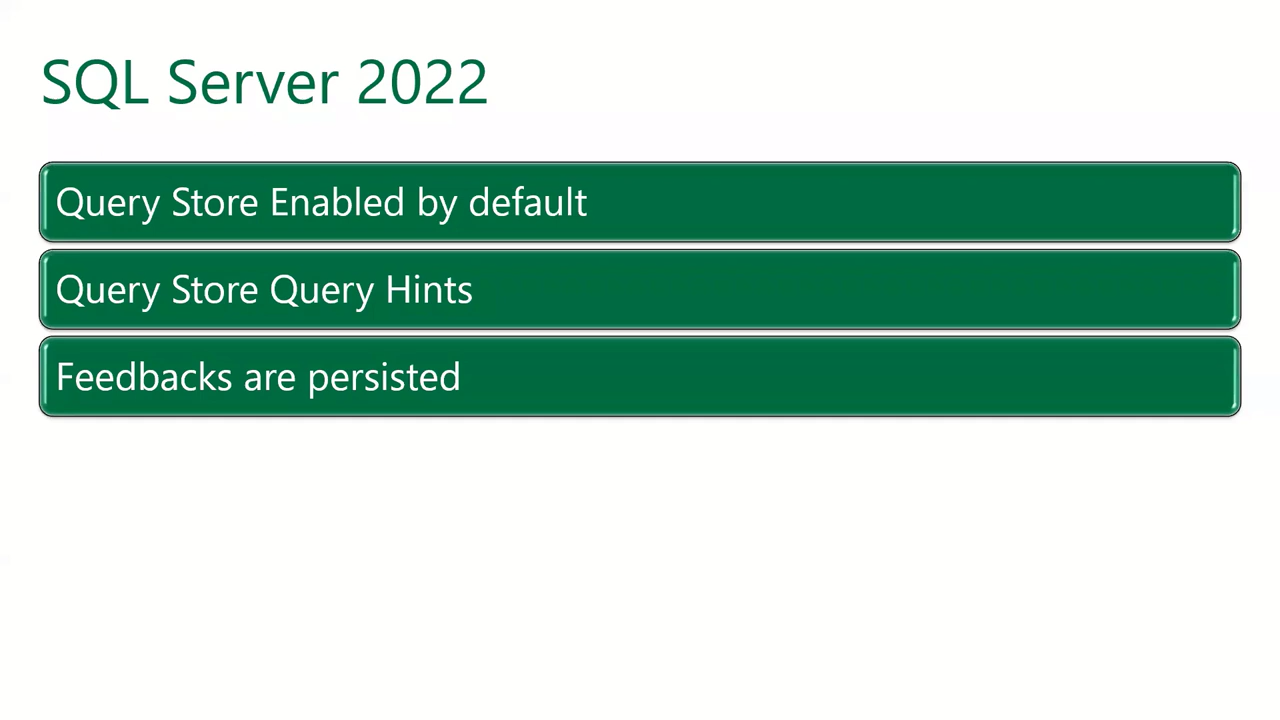 SQL Server 2022
Query Store Enabled by default
Query Store Query Hints
Feedbacks are persisted